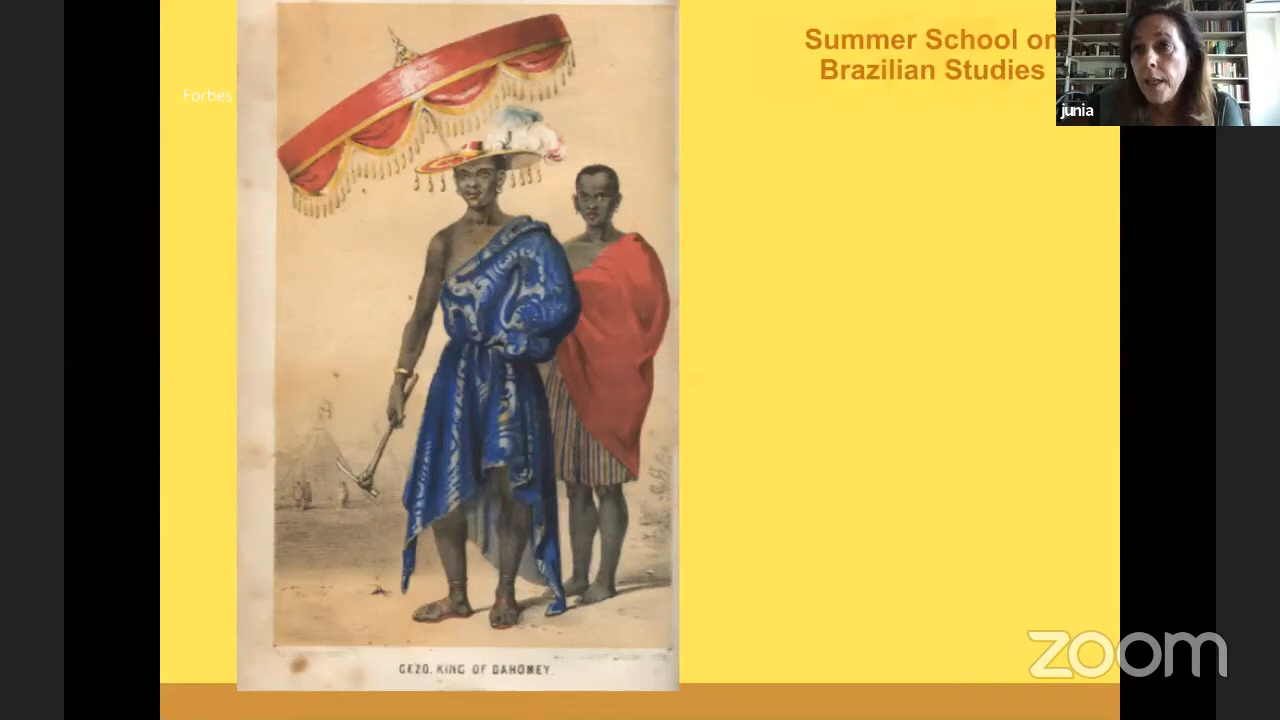 Forbes
Summer School on
Brazilian Studies
junia
GEZO, KING OF DAHOMEY.
zoom